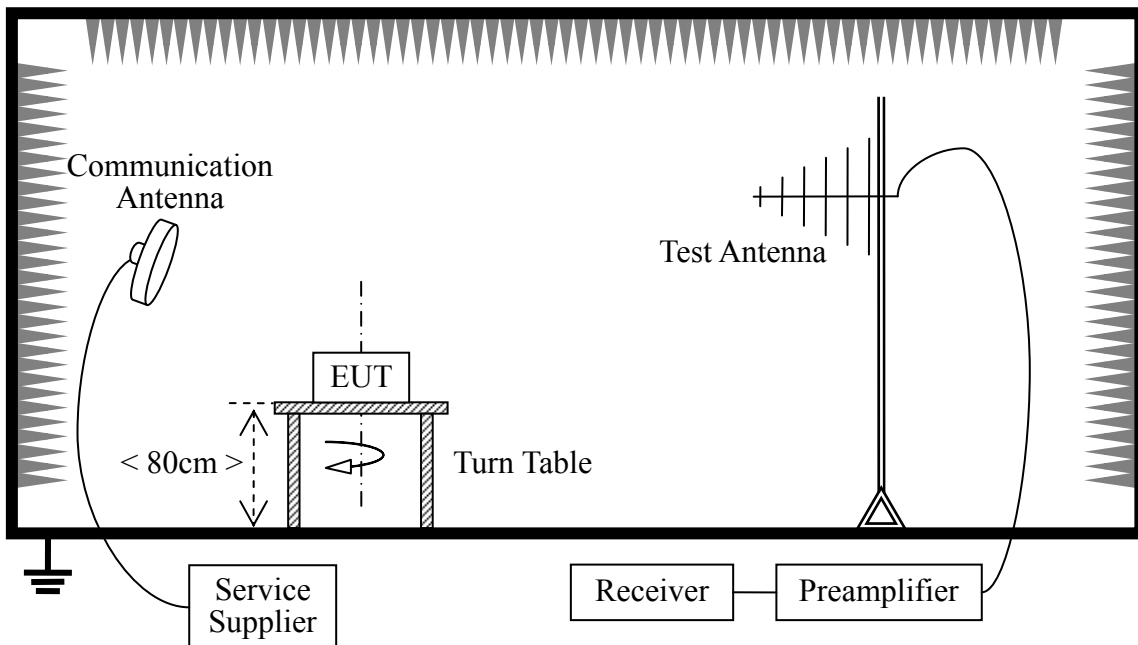 Communication
Antenna
Test Antenna
EUT
< 80cm >
Turn Table
Service
Supplier
Receiver
Preamplifier